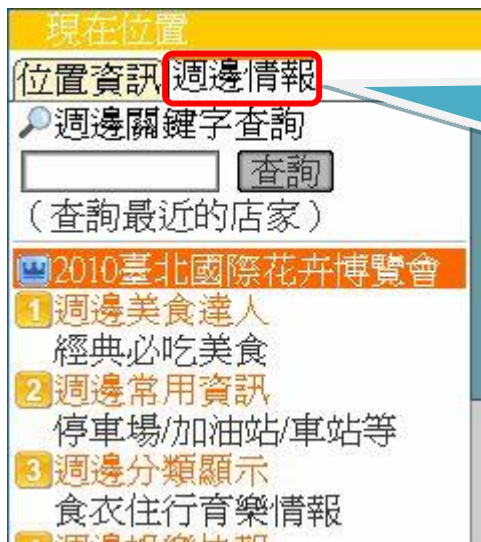 現在位置
位置資訊 週邊情報
週邊關鍵字查詢
查詢
(查詢最近的店家)
2010臺北國際花卉博覽會
1週邊美食達人
經典必吃美食
2週邊常用資訊
停車場/加油站/車站等
3週邊分類顯示
食衣住行育樂情報